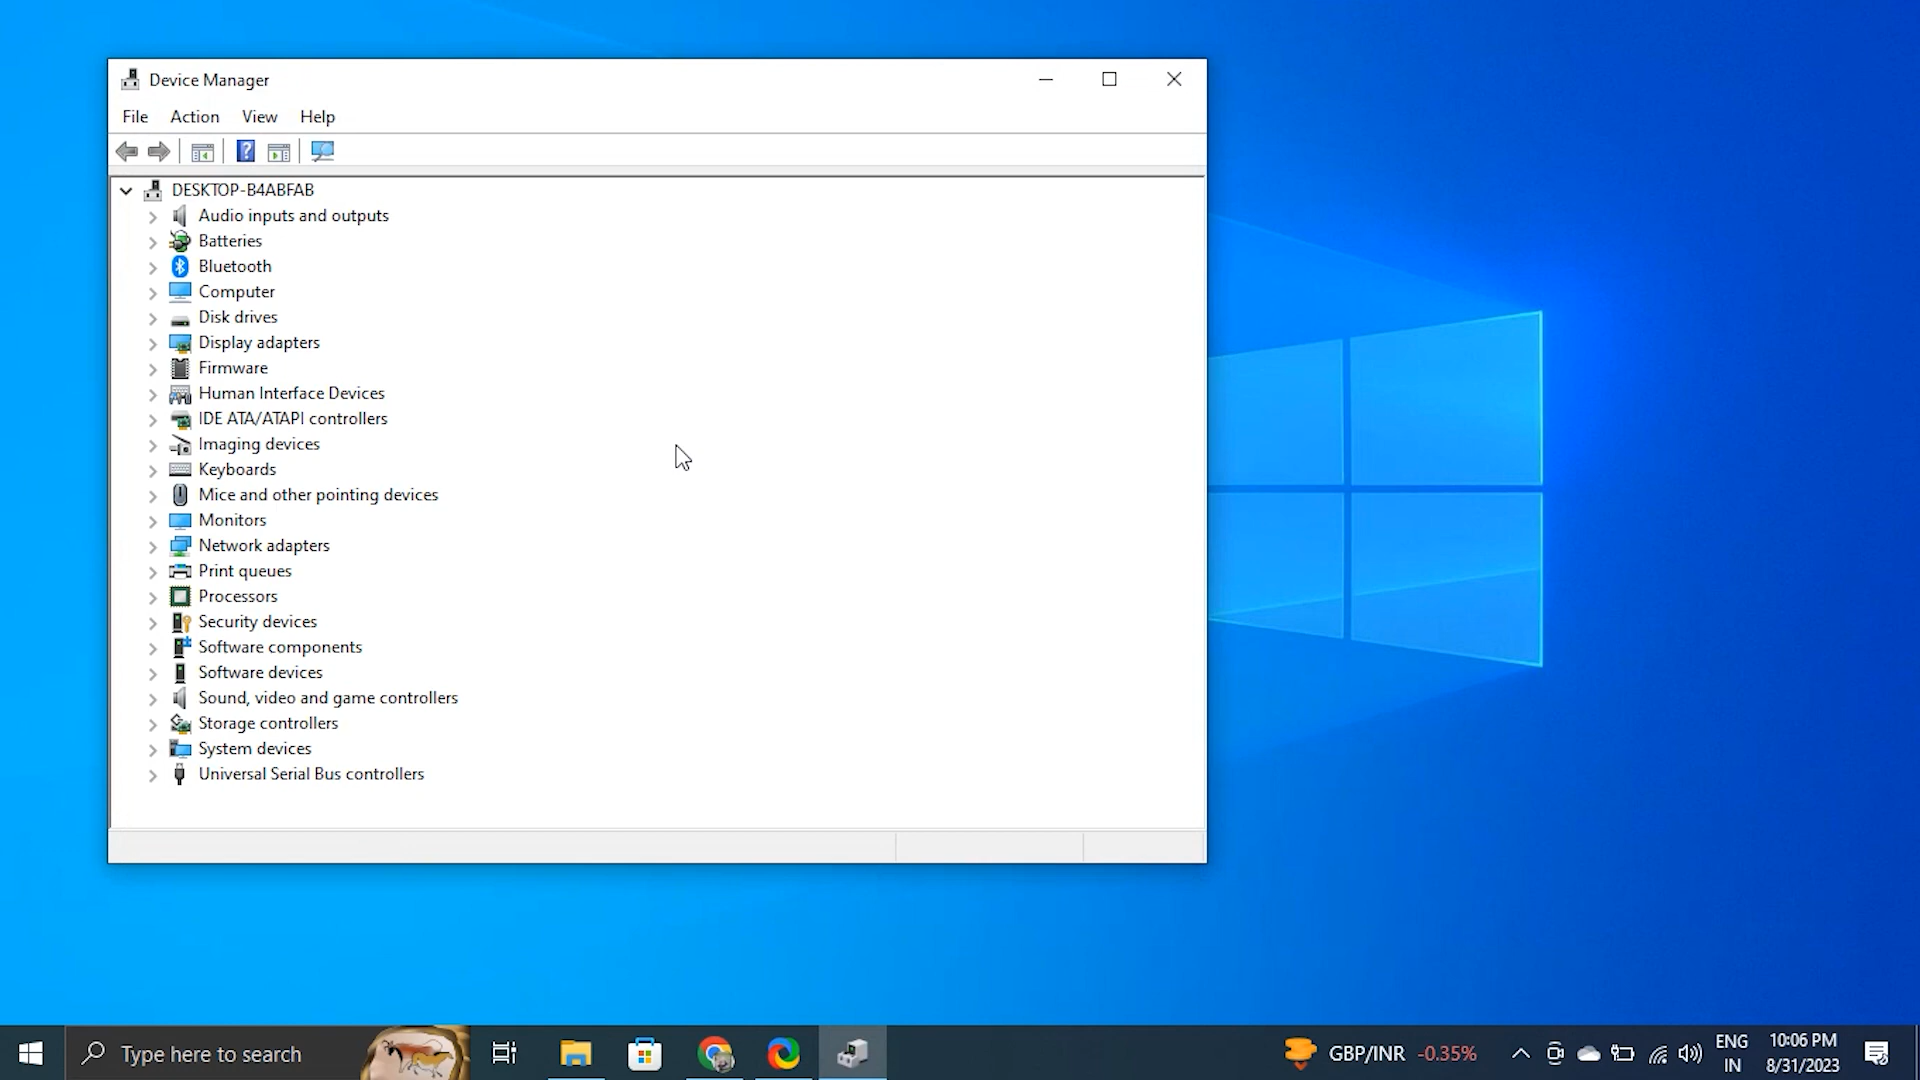 Device Manager
File Action View Help
DESKTOP-B4ABFAB
Audio inputs and outputs
Batteries
Bluetooth
Computer
Disk drives
Display adapters
Firmware
Human Interface Devices
IDE ATA/ATAPI controllers
Imaging devices
Keyboards
Mice and other pointing devices
Monitors
Network adapters
Print queues
Processors
Security devices
Software components
Software devices
Sound, video and game controllers
Storage controllers
System devices
Universal Serial Bus controllers
Type here to search
GBP/INR -0.35%
ENG
IN
10:06 PM
8/31/2023